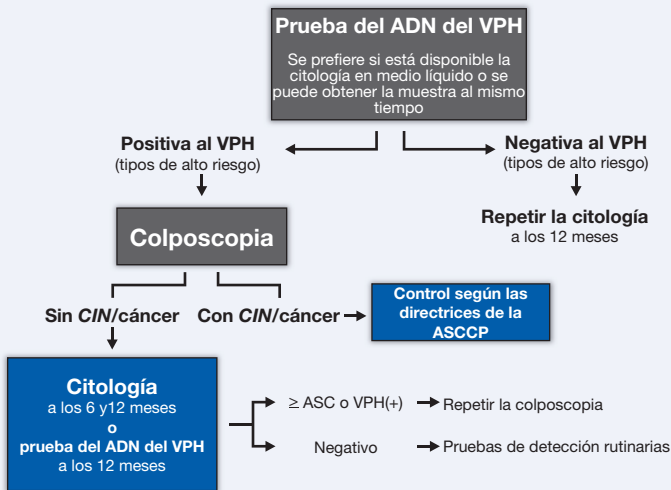 Prueba del ADN del VPH
Se prefiere si está disponible la
citología en medio líquido o se
puede obtener la muestra al mismo
tiempo
Positiva al VPH
(tipos de alto riesgo)
Negativa al VPH
(tipos de alto riesgo)
Repetir la citología
a los 12 meses
Colposcopia
Sin CIN/cáncer
Con CIN/cáncer
Control según las
directrices de la
ASCCP
Citología
a los 6 y12 meses
o
prueba del ADN del VPH
a los 12 meses
≥ ASC o VPH(+)
Repetir la colposcopia
Negativo
Pruebas de detección rutinarias